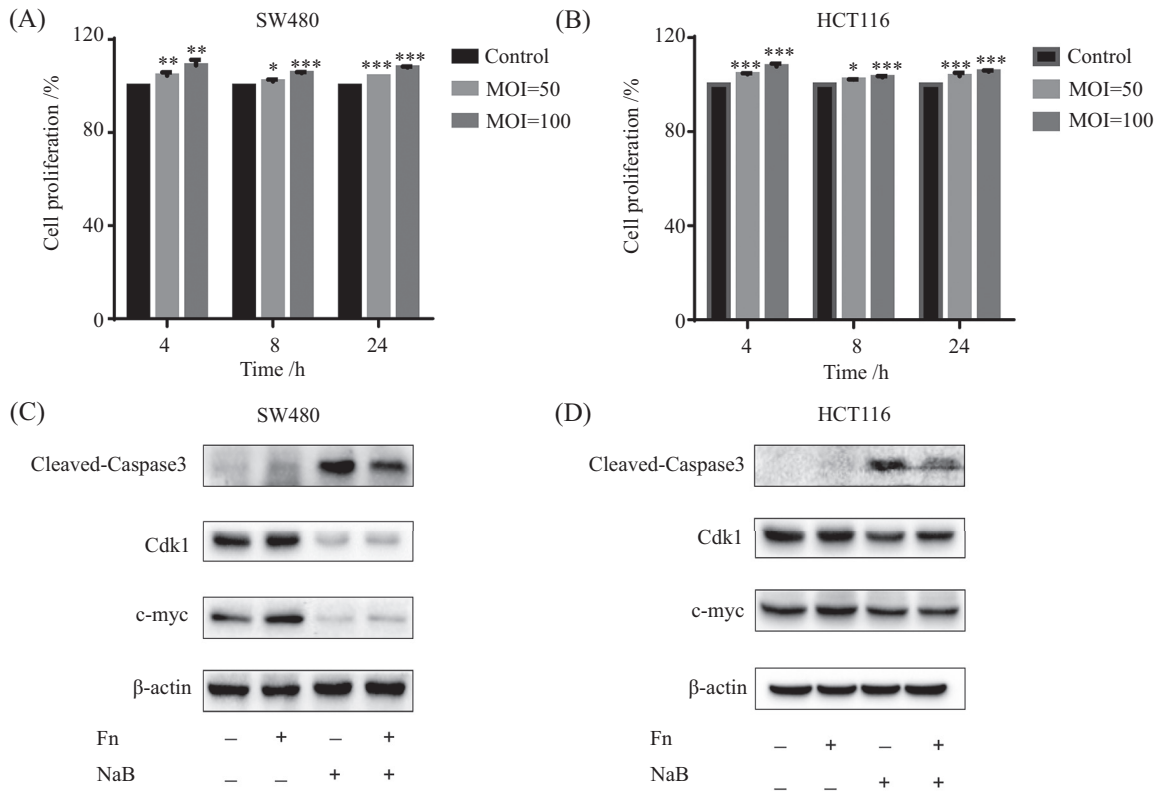 (A)
SW480
120
80
40
0
Cell proliferation /%
** ** * *** *** ***
4 8 24
Time /h
Control
MOI=50
MOI=100
(B)
HCT116
120
80
40
0
Cell proliferation /%
*** *** * *** *** ***
4 8 24
Time /h
Control
MOI=50
MOI=100
(C)
SW480
Cleaved-Caspase3
Cdk1
c-myc
β-actin
Fn – + – +
NaB – – + +
(D)
HCT116
Cleaved-Caspase3
Cdk1
c-myc
β-actin
Fn – + – +
NaB – – + +